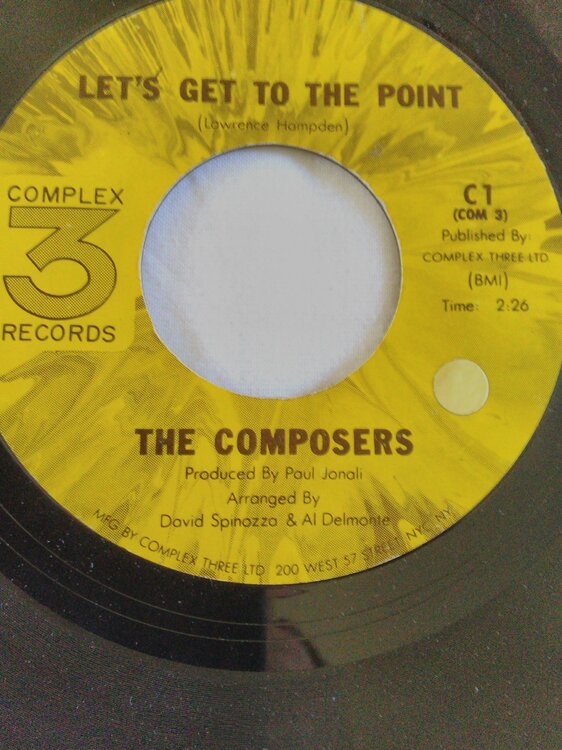 LET'S GET TO THE POINT
(Lawrence Hampden)
COMPLEX
3
RECORDS
C1
(COM 3)
Published By:
COMPLEX THREE LTD.
(BMI)
Time: 2:26
THE COMPOSERS
Produced By Paul Jonali
Arranged By
David Spinozza & Al Delmonte
MFG BY COMPLEX THREE LTD 200 WEST 57 STREET, NYC, NY.